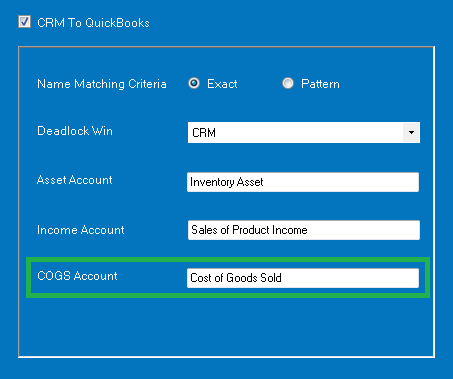 CRM To QuickBooks
Name Matching Criteria Exact Pattern
Deadlock Win CRM
Asset Account Inventory Asset
Income Account Sales of Product Income
COGS Account Cost of Goods Sold